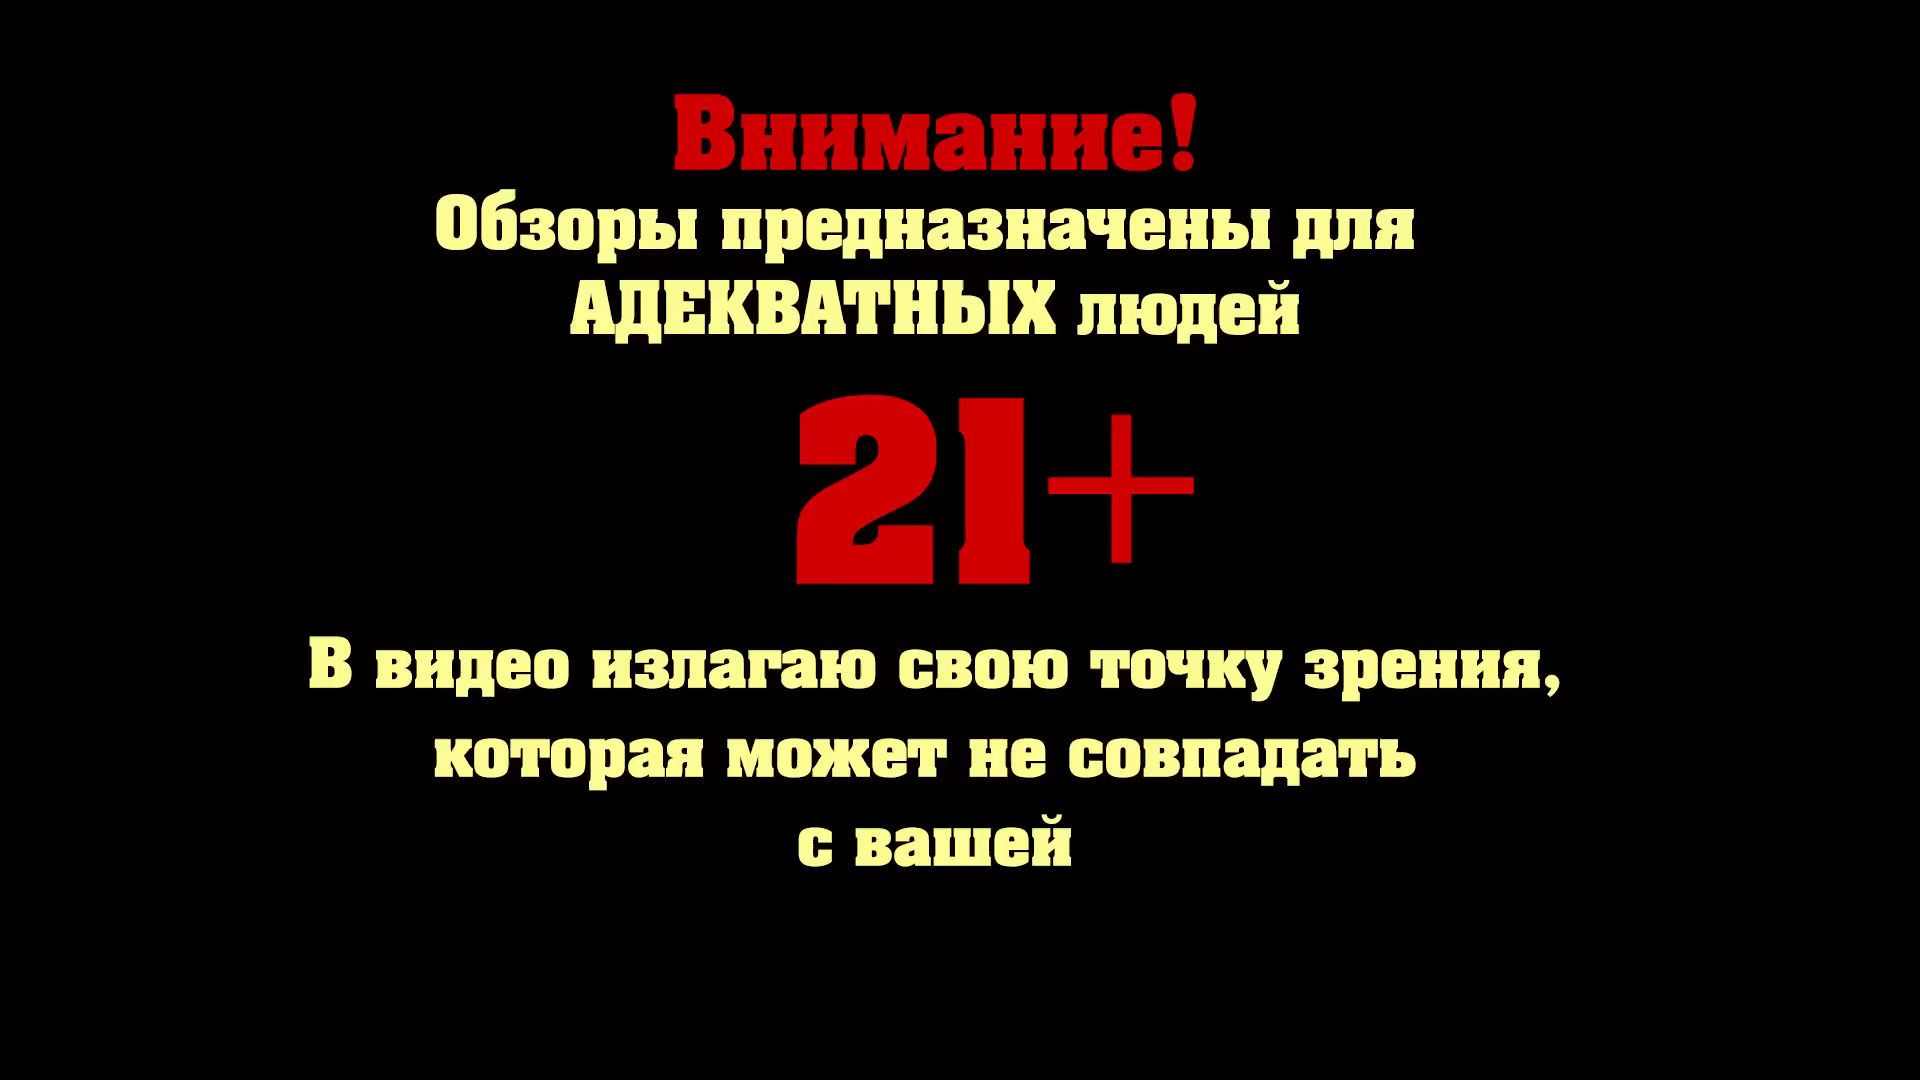 Внимание!
Обзоры предназначены для
АДЕКВАТНЫХ людей
21+
В видео излагаю свою точку зрения,
которая может не совпадать
с вашей